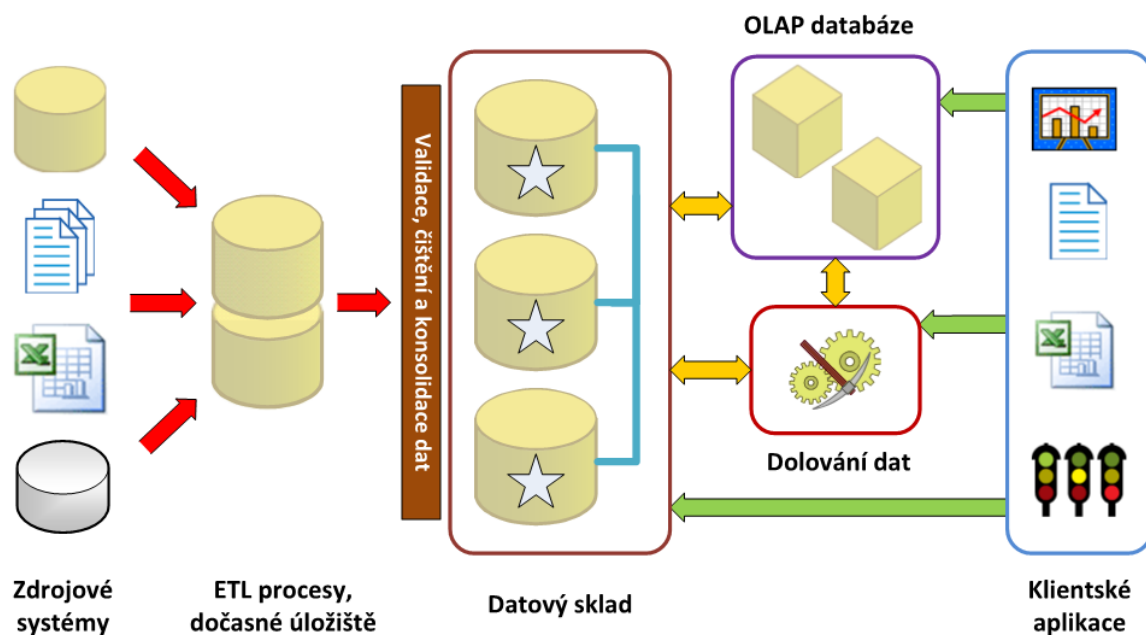 OLAP databáze
Validace, čištění a konsolidace dat
Dolování dat
Zdrojové
systémy
ETL procesy,
dočasné úložiště
Datový sklad
Klientské
aplikace